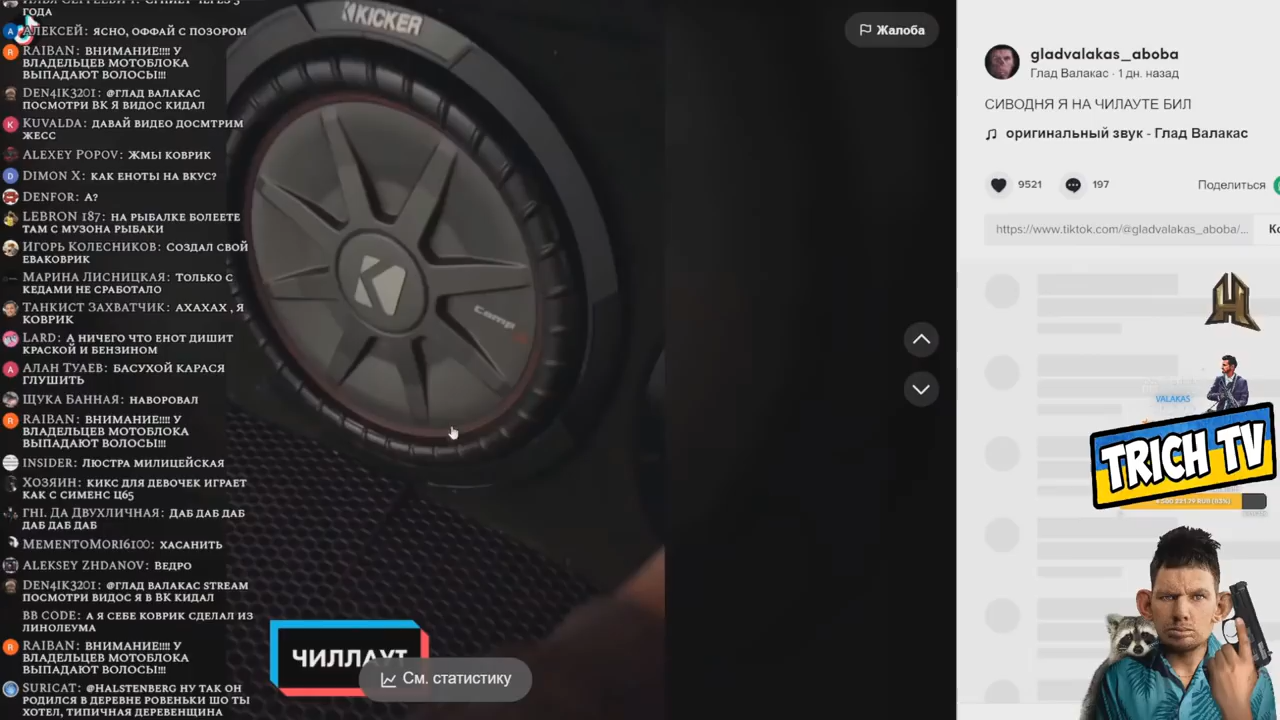 ГОДА
АЛЕКСЕЙ: ЯСНО, ОФФАЙ С ПОЗОРОМ
RAIBAN: ВНИМАНИЕ!!!! У
ВЛАДЕЛЬЦЕВ МОТОБЛОКА
ВЫПАДАЮТ ВОЛОСЫ!!!
DEN4IK3201: @ГЛАД ВАЛАКАС
ПОСМОТРИ ВК Я ВИДОС КИДАЛ
KUVALDA: ДАВАЙ ВИДЕО ДОСМТРИМ
ЖЕСС
ALEXEY POPOV: ЖМЫ КОВРИК
DIMON X: КАК ЕНОТЫ НА ВКУС?
DENFOR: А?
LEBRON 187: НА РЫБАЛКЕ БОЛЕЕТЕ
ТАМ С МУЗОНА РЫБАКИ
ИГОРЬ КОЛЕСНИКОВ: СОЗДАЛ СВОЙ
ЕВАКОВРИК
МАРИНА ЛИСНИЦКАЯ: ТОЛЬКО С
КЕДАМИ НЕ СРАБОТАЛО
ТАНКИСТ ЗАХВАТЧИК: АХАХАХ , Я
КОВРИК
LARD: А НИЧЕГО ЧТО ЕНОТ ДИШИТ
КРАСКОЙ И БЕНЗИНОМ
АЛАН ТУАЕВ: БАСУХОЙ КАРАСЯ
ГЛУШИТЬ
ЩУКА БАННАЯ: НАВОРОВАЛ
RAIBAN: ВНИМАНИЕ!!!! У
ВЛАДЕЛЬЦЕВ МОТОБЛОКА
ВЫПАДАЮТ ВОЛОСЫ!!!
INSIDER: ЛЮСТРА МИЛИЦЕЙСКАЯ
ХОЗЯИН: КИКС ДЛЯ ДЕВОЧЕК ИГРАЕТ
КАК С СИМЕНС Ц65
ГНІ. ДА ДВУХЛИЧНАЯ: ДАБ ДАБ ДАБ
ДАБ ДАБ ДАБ
MEMENTOMORI6100: ХАСАНИТЬ
ALEKSEY ZHDANOV: ВЕДРО
DEN4IK3201: @ГЛАД ВАЛАКАС STREAM
ПОСМОТРИ ВИДОС Я В ВК КИДАЛ
BB CODE: А Я СЕБЕ КОВРИК СДЕЛАЛ ИЗ
ЛИНОЛЕУМА
RAIBAN: ВНИМАНИЕ!!!! У
ВЛАДЕЛЬЦЕВ МОТОБЛОКА
ВЫПАДАЮТ ВОЛОСЫ!!!
SURICAT: @HALSTENBERG НУ ТАК ОН
РОДИЛСЯ В ДЕРЕВНЕ РОВЕНЬКИ ШО ТЫ
ХОТЕЛ, ТИПИЧНАЯ ДЕРЕВЕНЩИНА
KICKER
Comp
ЧИЛЛАУТ
См. статистику
Жалоба
gladvalakas_aboba
Глад Валакас · 1 дн. назад
СИВОДНЯ Я НА ЧИЛАУТЕ БИЛ
оригинальный звук - Глад Валакас
9521
197
Поделиться
https://www.tiktok.com/@gladvalakas_aboba/...
Ко
VALAKAS
TRICH TV